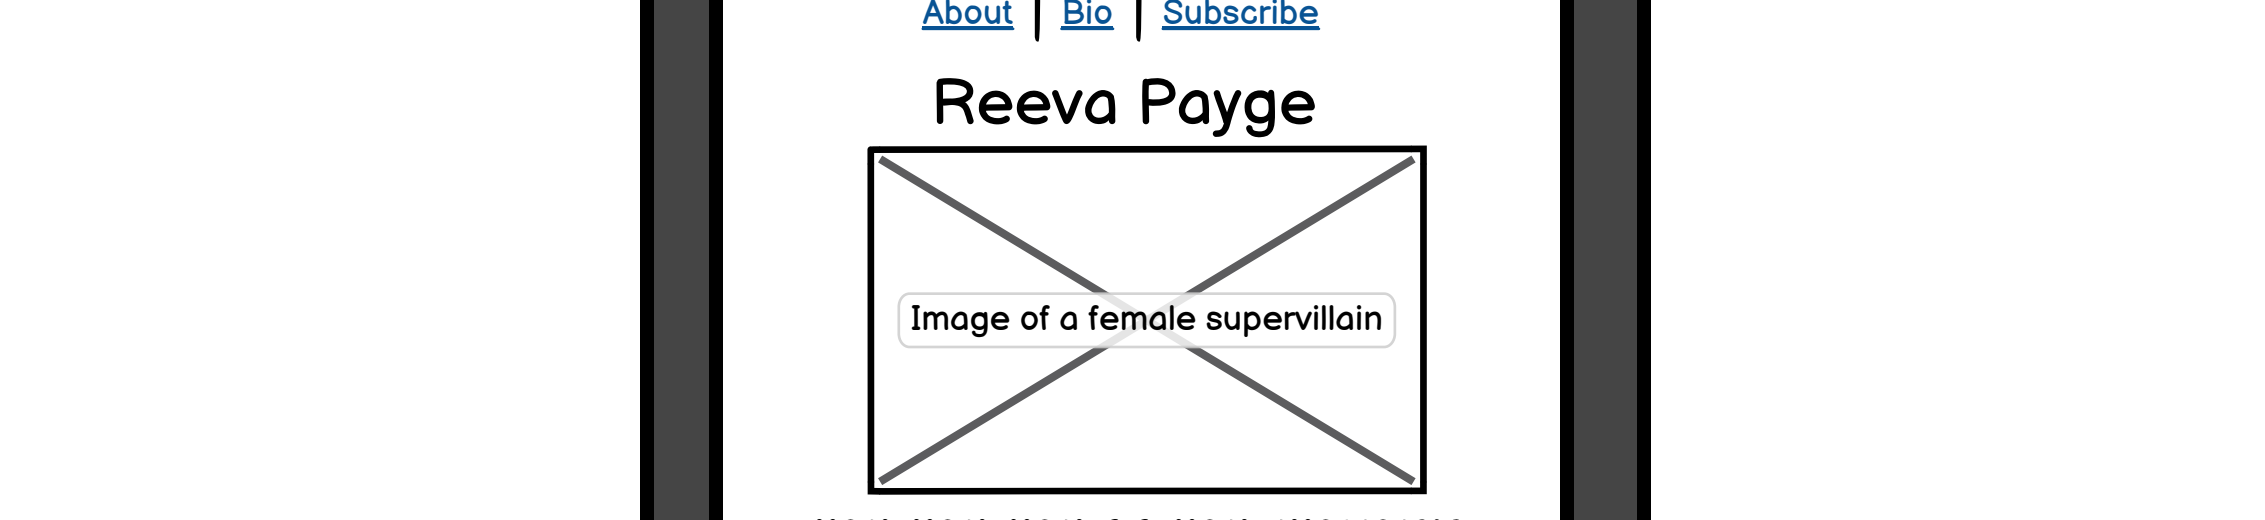 About | Bio | Subscribe
Reeva Payge
Image of a female supervillain